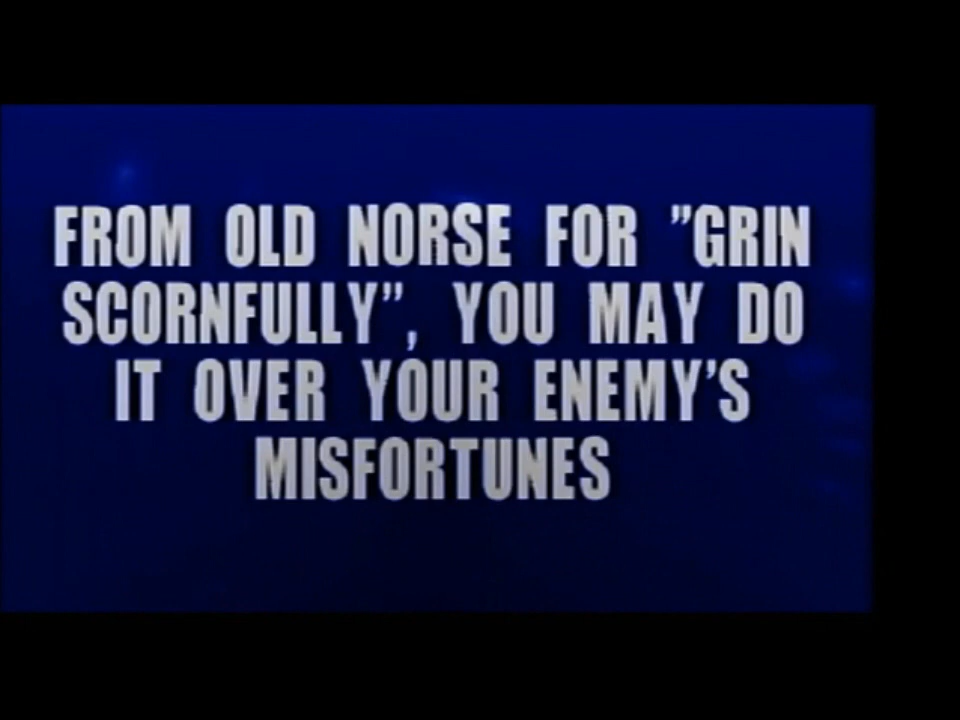 FROM OLD NORSE FOR "GRIN
SCORNFULLY", YOU MAY DO
IT OVER YOUR ENEMY'S
MISFORTUNES